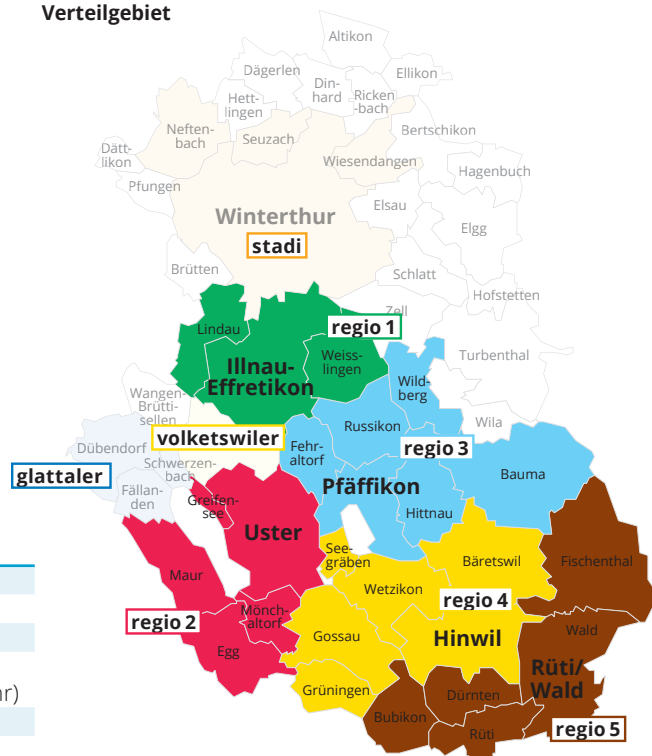 Verteilgebiet
Altikon
Dägerlen
Ellikon
Din-
hard
Ricken
-bach
Hett-
lingen
Neften-
bach
Seuzach
Bertschikon
Dätt-
likon
Wiesendangen
Hagenbuch
Pfungen
Elsau
Winterthur
stadi
Elgg
Brütten
Schlatt
Hofstetten
Zell
Lindau
regio 1
Weiss-
lingen
Turbenthal
Illnau-
Effretikon
Wild-
berg
Wangen-
Brütti-
sellen
Russikon
Wila
volketswiler
Dübendorf
Fehr-
altorf
regio 3
Schwerzen-
bach
glattaler
Bauma
Pfäffikon
Fällan-
den
Greifen-
see
Hittnau
Uster
See-
gräben
Bäretswil
Fischenthal
Maur
Wetzikon
regio 4
Mönch-
altorf
regio 2
Gossau
Hinwil
Wald
Egg
Rüti/
Wald
Grüningen
Dürnten
hr)
Bubikon
Rüti
regio 5